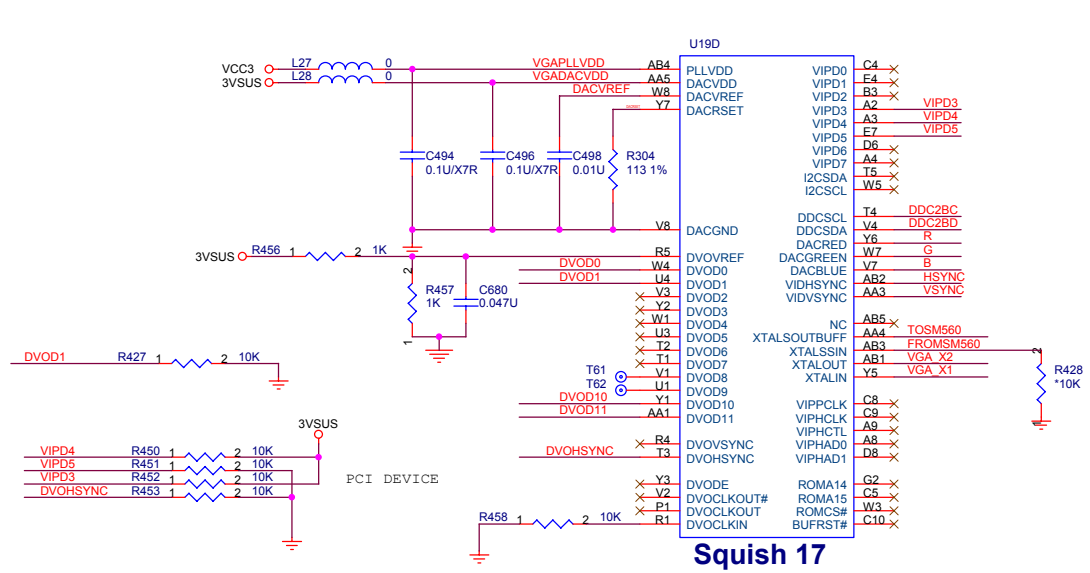 U19D
VCC3 L27 0 VGAPLLVDD AB4 PLLVDD VIPD0 C4
3VSUS L28 0 VGADACVDD AA5 DACVDD VIPD1 E4
DACVREF W8 DACVREF VIPD2 B3
Y7 DACRSET VIPD3 A2 VIPD3
VIPD4 A3 VIPD4
VIPD5 E7 VIPD5
VIPD6 D6
VIPD7 A4
I2CSDA T5
I2CSCL W5
C494 0.1U/X7R
C496 0.1U/X7R
C498 0.01U
R304 113 1%
V8 DACGND
DDCSCL T4 DDC2BC
DDCSDA V4 DDC2BD
DACRED Y6 R
DACGREEN W7 G
DACBLUE V7 B
VIDHSYNC AB2 HSYNC
VIDVSYNC AA3 VSYNC
3VSUS R456 1 2 1K R5 DVOVREF
DVOD0 W4 DVOD0
DVOD1 U4 DVOD1
V3 DVOD2
Y2 DVOD3
W1 DVOD4
U3 DVOD5
T2 DVOD6
T1 DVOD7
T61 V1 DVOD8
T62 U1 DVOD9
DVOD10 Y1 DVOD10
DVOD11 AA1 DVOD11
2 R457 1K 1
C680 0.047U
NC AB5
XTALSOUTBUFF AA4 TOSM560
XTALSSIN AB3 FROMSM560
XTALOUT AB1 VGA_X2
XTALIN Y5 VGA_X1
2 R428 *10K 1
DVOD1 R427 1 2 10K
VIPPCLK C8
VIPHCLK C9
VIPHCTL A9
VIPHAD0 A8
VIPHAD1 D8
R4 DVOVSYNC
DVOHSYNC T3 DVOHSYNC
3VSUS
VIPD4 R450 1 2 10K
VIPD5 R451 1 2 10K
VIPD3 R452 1 2 10K
DVOHSYNC R453 1 2 10K
PCI DEVICE
Y3 DVODE ROMA14 G2
V2 DVOCLKOUT# ROMA15 C5
P1 DVOCLKOUT ROMCS# W3
R458 1 2 10K R1 DVOCLKIN BUFRST# C10
Squish 17